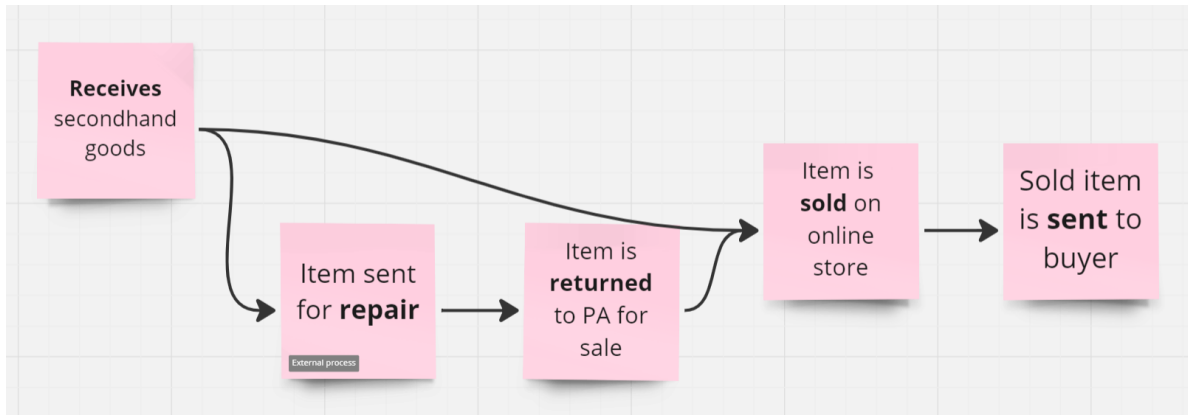 Receives
secondhand
goods
Item sent
for repair
External process
Item is
returned
to PA for
sale
Item is
sold on
online
store
Sold item
is sent to
buyer